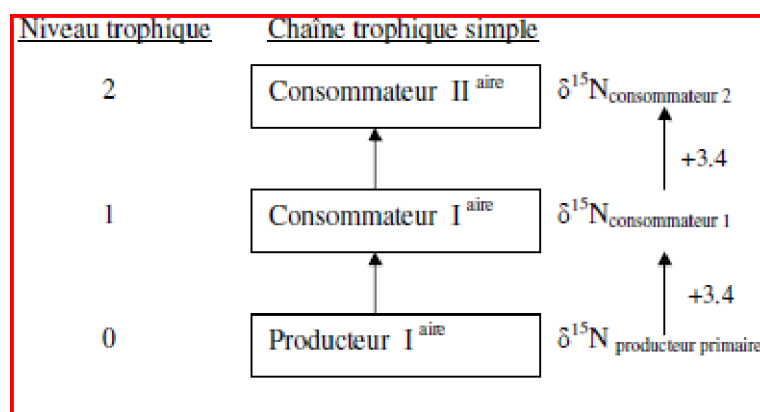 Niveau trophique Chaîne trophique simple
2 Consommateur II aire δ15Nconsommateur 2
+3.4
1 Consommateur I aire δ15Nconsommateur 1
+3.4
0 Producteur I aire δ15N producteur primaire